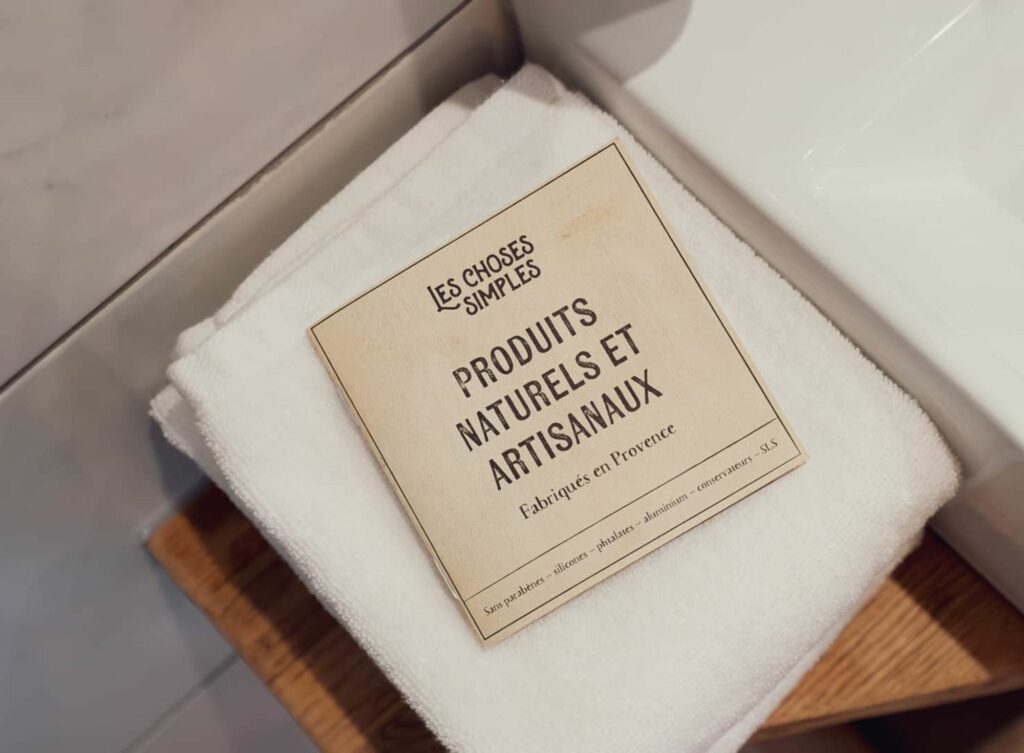 LES CHOSES
SIMPLES
PRODUITS
NATURELS ET
ARTISANAUX
Fabriqués en Provence
Sans parabènes – silicones – phtalates – aluminium – conservateurs – SLS